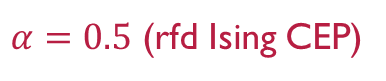 α = 0.5 (rfd Ising CEP)